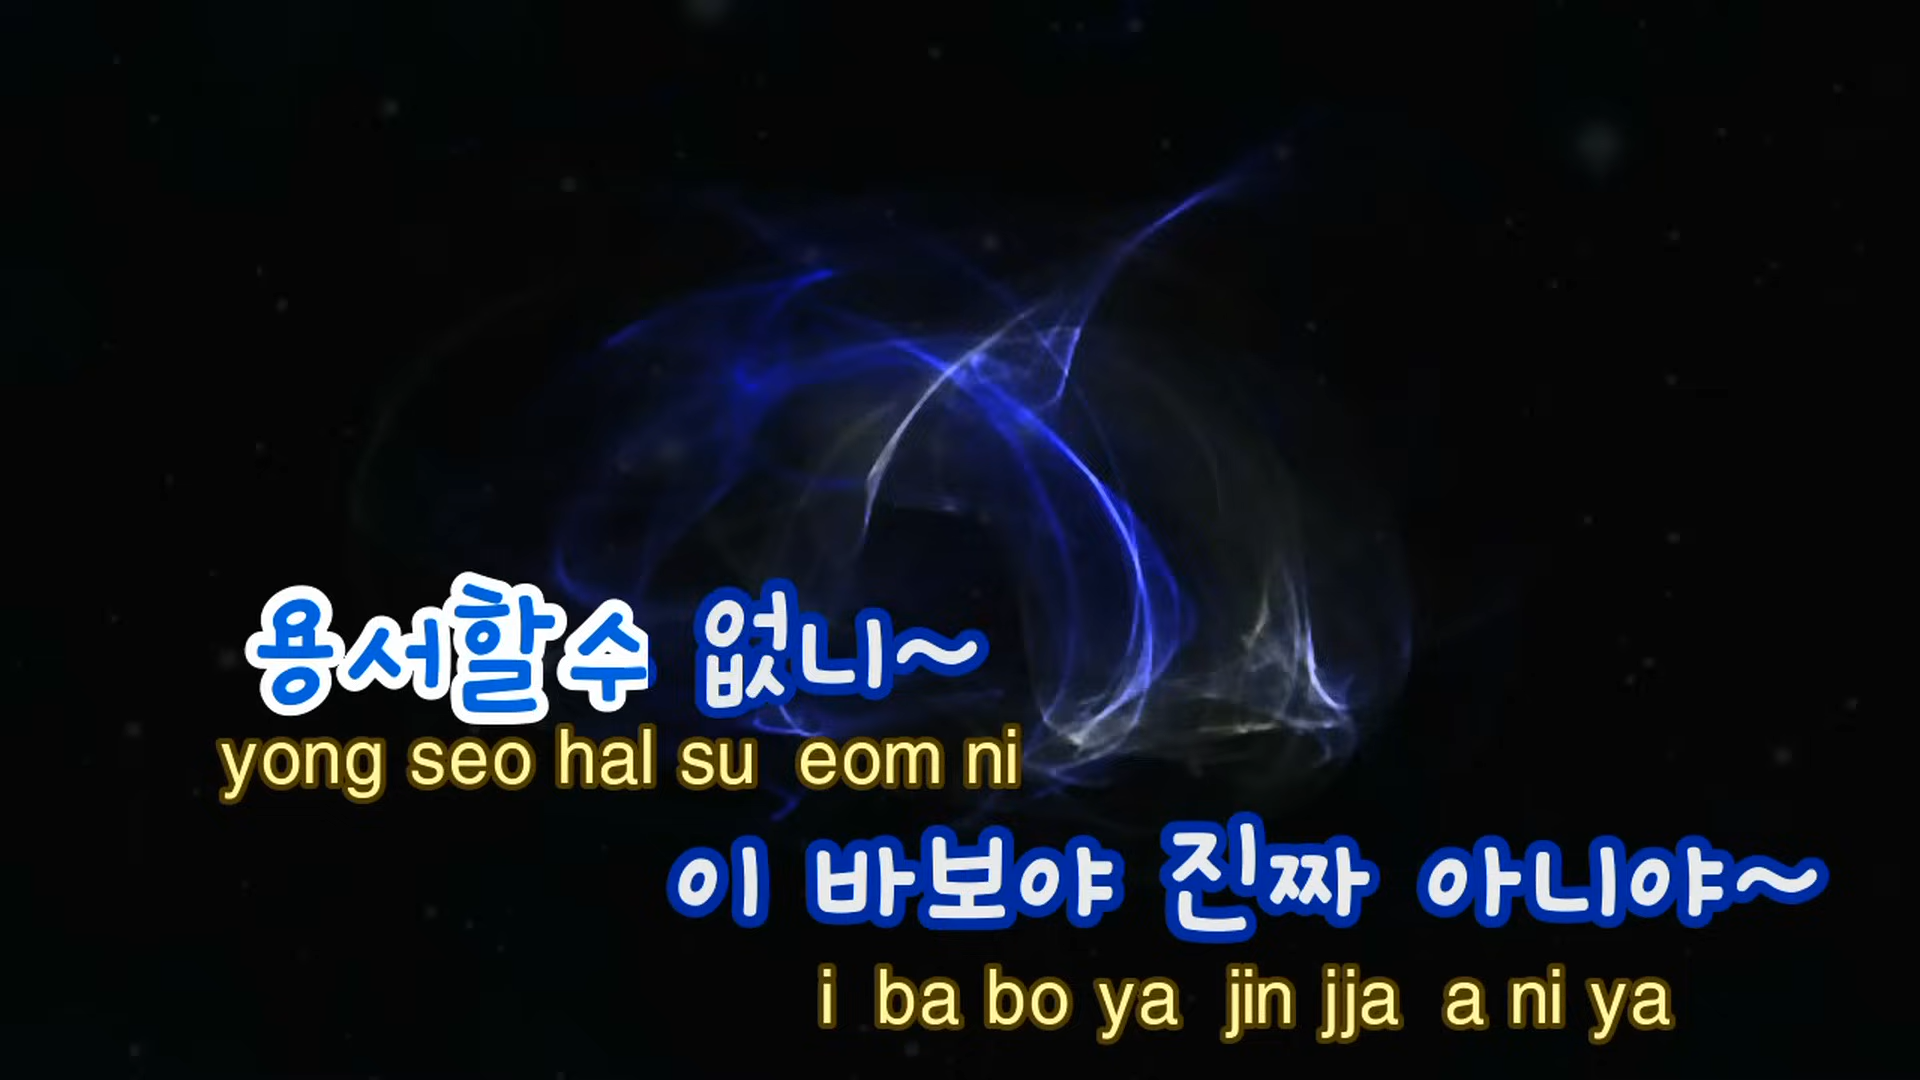 용서할수 없니~
yong seo hal su eom ni
이 바보야 진짜 아니야~
i ba bo ya jin jja a ni ya